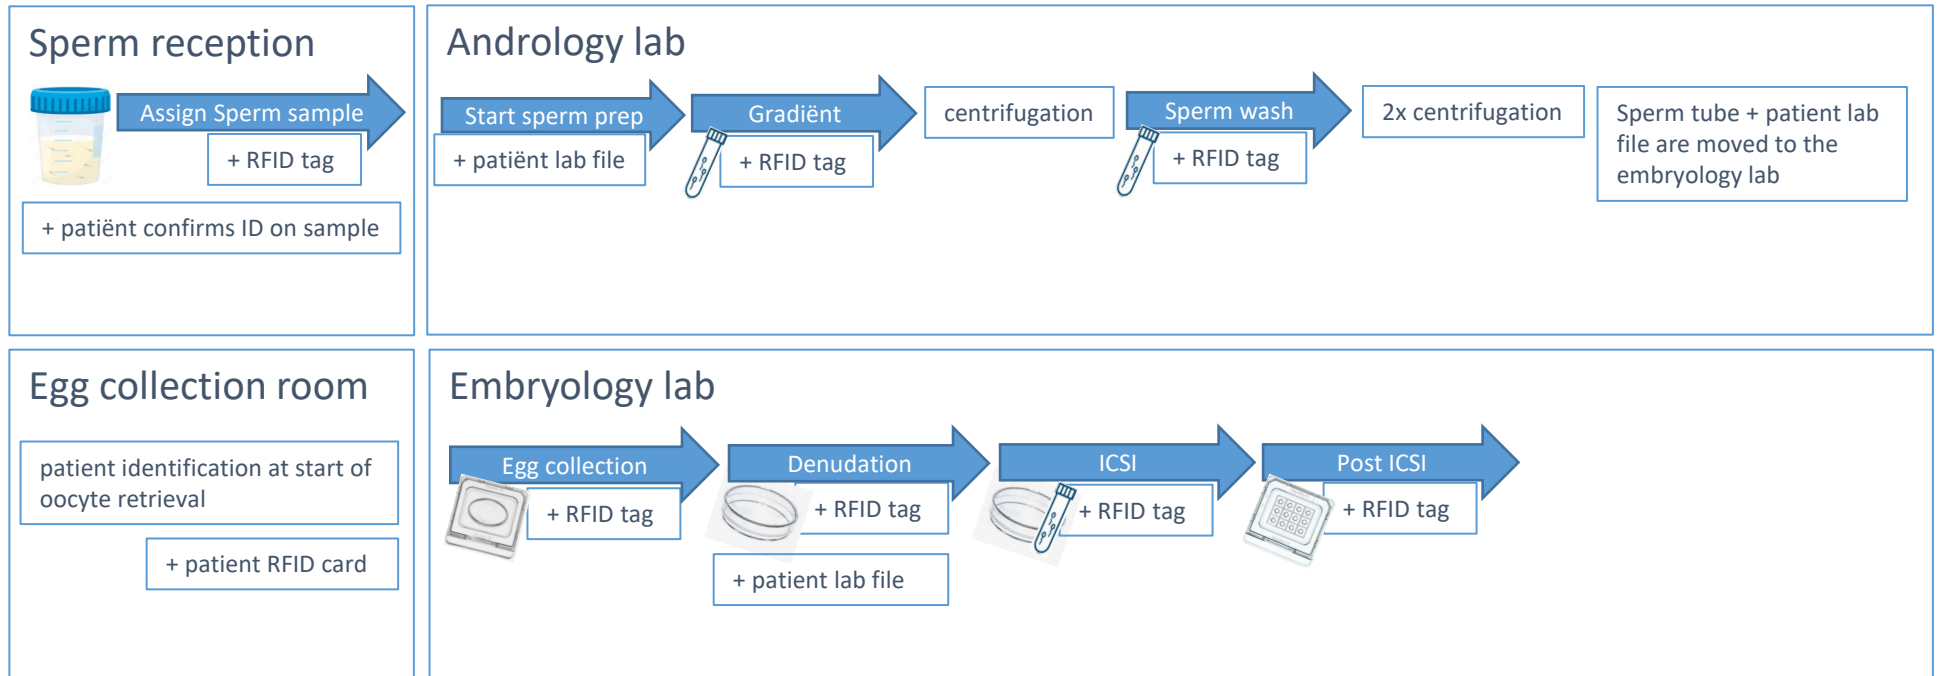 Sperm reception
Assign Sperm sample
+ RFID tag
+ patiënt confirms ID on sample
Andrology lab
Start sperm prep
+ patiënt lab file
Gradiënt
+ RFID tag
centrifugation
Sperm wash
+ RFID tag
2x centrifugation
Sperm tube + patient lab
file are moved to the
embryology lab
Egg collection room
patient identification at start of
oocyte retrieval
+ patient RFID card
Embryology lab
Egg collection
+ RFID tag
Denudation
+ RFID tag
+ patient lab file
ICSI
+ RFID tag
Post ICSI
+ RFID tag